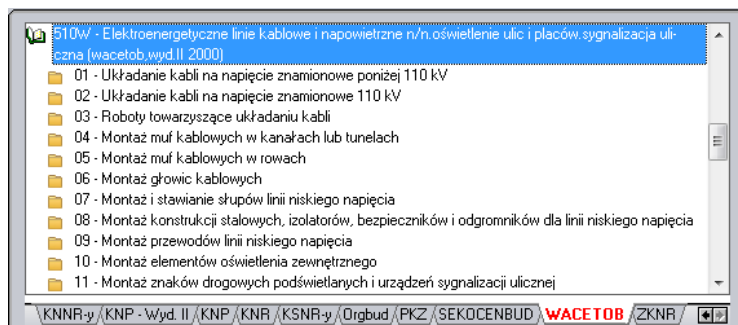 510W - Elektroenergetyczne linie kablowe i napowietrzne n/n.oświetlenie ulic i placów.sygnalizacja uli-
czna (wacetob,wyd.II 2000)
01 - Układanie kabli na napięcie znamionowe poniżej 110 kV
02 - Układanie kabli na napięcie znamionowe 110 kV
03 - Roboty towarzyszące układaniu kabli
04 - Montaż muf kablowych w kanałach lub tunelach
05 - Montaż muf kablowych w rowach
06 - Montaż głowic kablowych
07 - Montaż i stawianie słupów linii niskiego napięcia
08 - Montaż konstrukcji stalowych, izolatorów, bezpieczników i odgromników dla linii niskiego napięcia
09 - Montaż przewodów linii niskiego napięcia
10 - Montaż elementów oświetlenia zewnętrznego
11 - Montaż znaków drogowych podświetlanych i urządzeń sygnalizacji ulicznej
KNNR-y KNP - Wyd. II KNP KNR KSNR-y Orgbud PKZ SEKOCENBUD WACETOB ZKNR